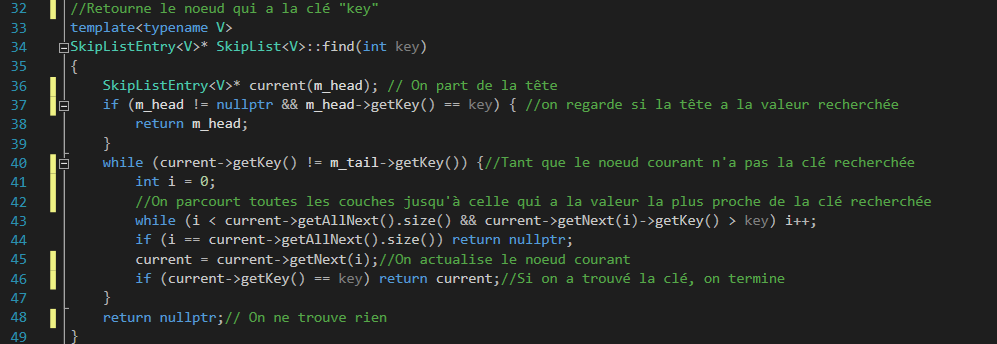 32 //Retourne le noeud qui a la clé "key"
33 template<typename V>
34 SkipListEntry<V>* SkipList<V>::find(int key)
35 {
36 SkipListEntry<V>* current(m_head); // On part de la tête
37 if (m_head != nullptr && m_head->getKey() == key) { //on regarde si la tête a la valeur recherchée
38 return m_head;
39 }
40 while (current->getKey() != m_tail->getKey()) {//Tant que le noeud courant n'a pas la clé recherchée
41 int i = 0;
42 //On parcourt toutes les couches jusqu'à celle qui a la valeur la plus proche de la clé recherchée
43 while (i < current->getAllNext().size() && current->getNext(i)->getKey() > key) i++;
44 if (i == current->getAllNext().size()) return nullptr;
45 current = current->getNext(i);//On actualise le noeud courant
46 if (current->getKey() == key) return current;//Si on a trouvé la clé, on termine
47 }
48 return nullptr;// On ne trouve rien
49 }